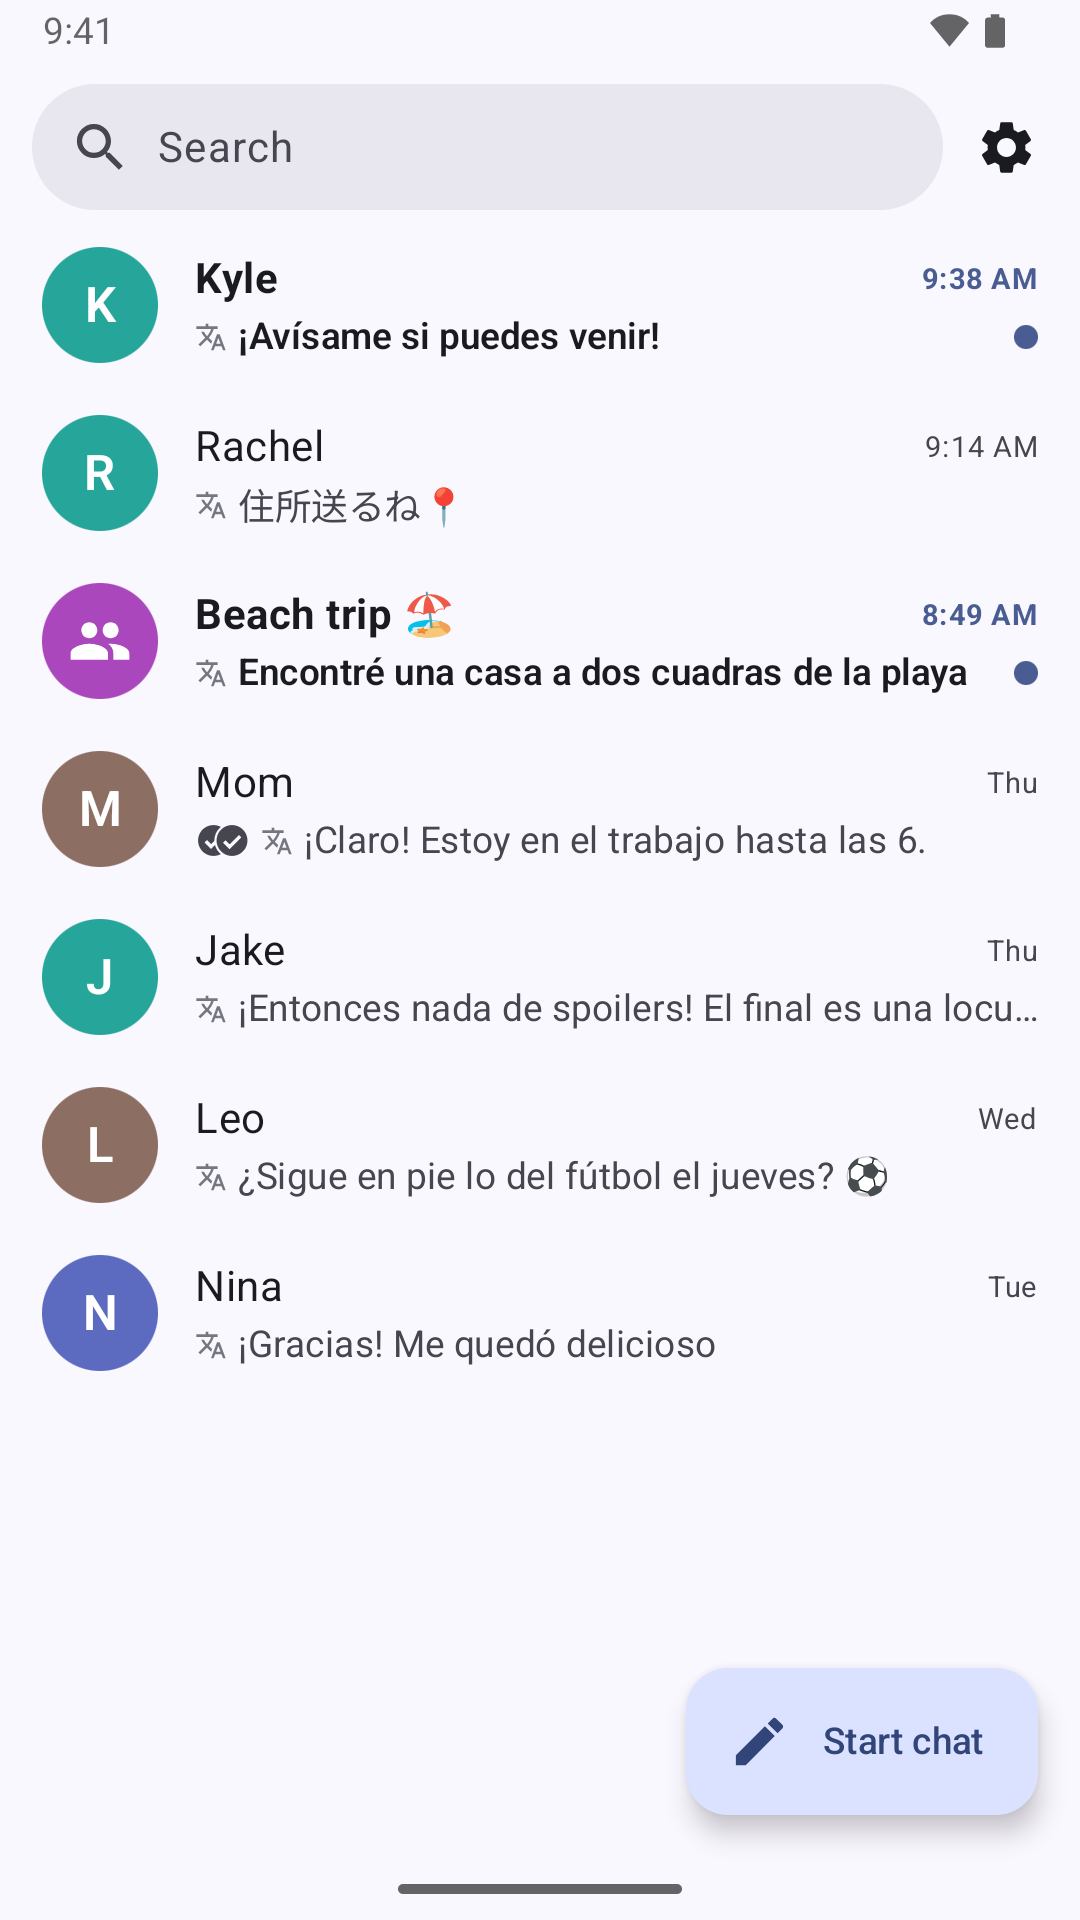 9:41
Search
K
Kyle
9:38 AM
¡Avísame si puedes venir!
R
Rachel
9:14 AM
住所送るね📍
Beach trip 🏖️
8:49 AM
Encontré una casa a dos cuadras de la playa
M
Mom
Thu
¡Claro! Estoy en el trabajo hasta las 6.
J
Jake
Thu
¡Entonces nada de spoilers! El final es una locu...
L
Leo
Wed
¿Sigue en pie lo del fútbol el jueves? ⚽
N
Nina
Tue
¡Gracias! Me quedó delicioso
Start chat